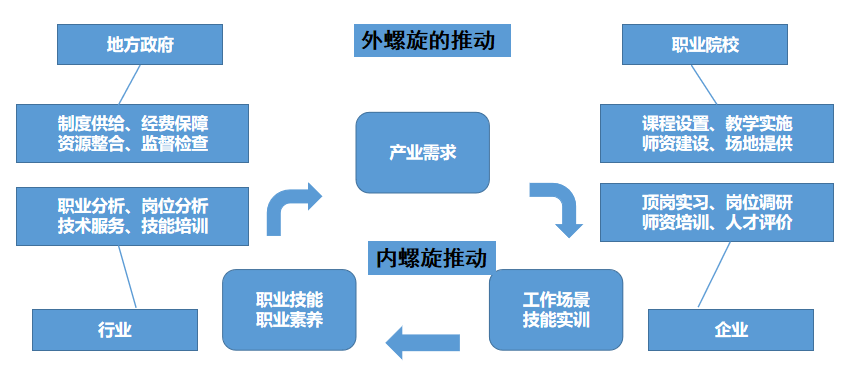 地方政府
外螺旋的推动
职业院校
制度供给、经费保障
资源整合、监督检查
产业需求
课程设置、教学实施
师资建设、场地提供
职业分析、岗位分析
技术服务、技能培训
顶岗实习、岗位调研
师资培训、人才评价
内螺旋推动
职业技能
职业素养
工作场景
技能实训
行业
企业